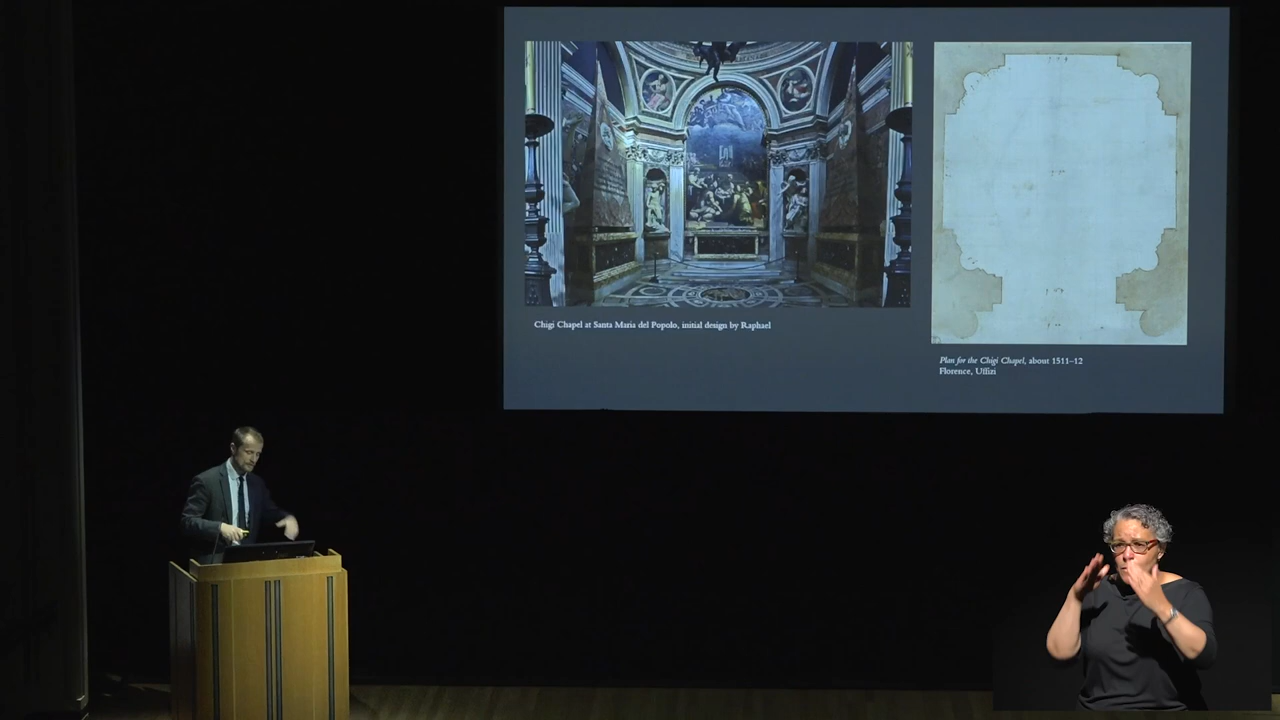 Chigi Chapel at Santa Maria del Popolo, initial design by Raphael
Plan for the Chigi Chapel, about 1511–12
Florence, Uffizi